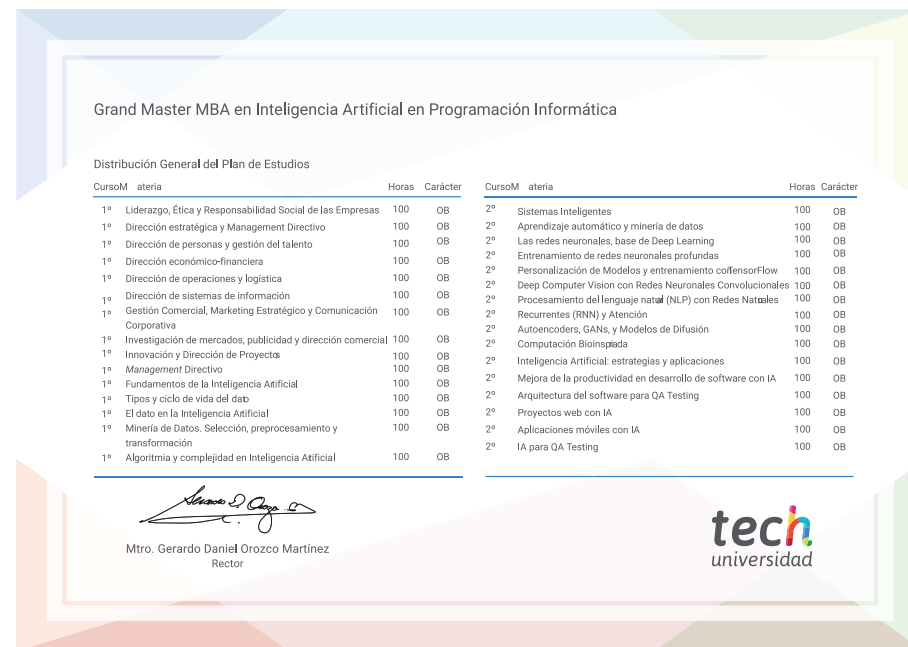 Grand Master MBA en Inteligencia Artificial en Programación Informática
Distribución General del Plan de Estudios
CursoM ateria Horas Carácter
1º Liderazgo, Ética y Responsabilidad Social de las Empresas 100 OB
1º Dirección estratégica y Management Directivo 100 OB
1º Dirección de personas y gestión del talento 100 OB
1º Dirección económico-financiera 100 OB
1º Dirección de operaciones y logística 100 OB
1º Dirección de sistemas de información 100 OB
1º Gestión Comercial, Marketing Estratégico y Comunicación 100 OB
Corporativa
1º Investigación de mercados, publicidad y dirección comercial 100 OB
1º Innovación y Dirección de Proyectos 100 OB
1º Management Directivo 100 OB
1º Fundamentos de la Inteligencia Artificial 100 OB
1º Tipos y ciclo de vida del dato 100 OB
1º El dato en la Inteligencia Artificial 100 OB
1º Minería de Datos. Selección, preprocesamiento y 100 OB
transformación
1º Algoritmia y complejidad en Inteligencia Artificial 100 OB
CursoM ateria Horas Carácter
2º Sistemas Inteligentes 100 OB
2º Aprendizaje automático y minería de datos 100 OB
2º Las redes neuronales, base de Deep Learning 100 OB
2º Entrenamiento de redes neuronales profundas 100 OB
2º Personalización de Modelos y entrenamiento con TensorFlow 100 OB
2º Deep Computer Vision con Redes Neuronales Convolucionales 100 OB
2º Procesamiento del lenguaje natural (NLP) con Redes Naturales 100 OB
2º Recurrentes (RNN) y Atención 100 OB
2º Autoencoders, GANs, y Modelos de Difusión 100 OB
2º Computación Bioinspirada 100 OB
2º Inteligencia Artificial: estrategias y aplicaciones 100 OB
2º Mejora de la productividad en desarrollo de software con IA 100 OB
2º Arquitectura del software para QA Testing 100 OB
2º Proyectos web con IA 100 OB
2º Aplicaciones móviles con IA 100 OB
2º IA para QA Testing 100 OB
Mtro. Gerardo Daniel Orozco Martínez
Rector
tech
universidad